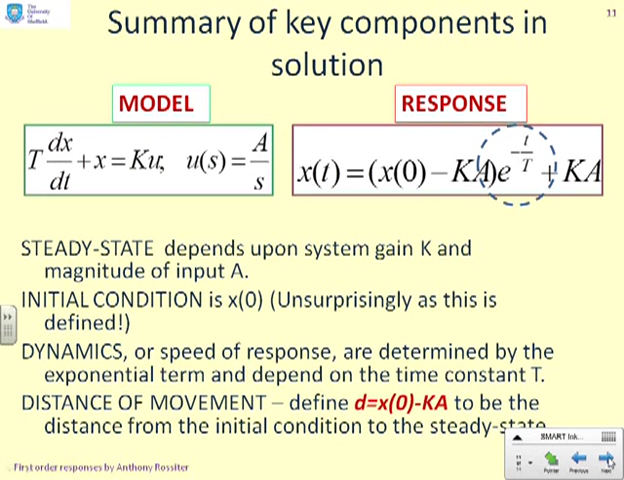 The
University
Of
Sheffield.
11
Summary of key components in
solution
MODEL
RESPONSE
T dx/dt + x = Ku, u(s) = A/s
x(t) = (x(0) − KA)e^(−t/T) + KA
STEADY-STATE depends upon system gain K and
magnitude of input A.
INITIAL CONDITION is x(0) (Unsurprisingly as this is
defined!)
DYNAMICS, or speed of response, are determined by the
exponential term and depend on the time constant T.
DISTANCE OF MOVEMENT – define d=x(0)-KA to be the
distance from the initial condition to the steady-state
SMART Ink...
Pointer Previous Next
First order responses by Anthony Rossiter